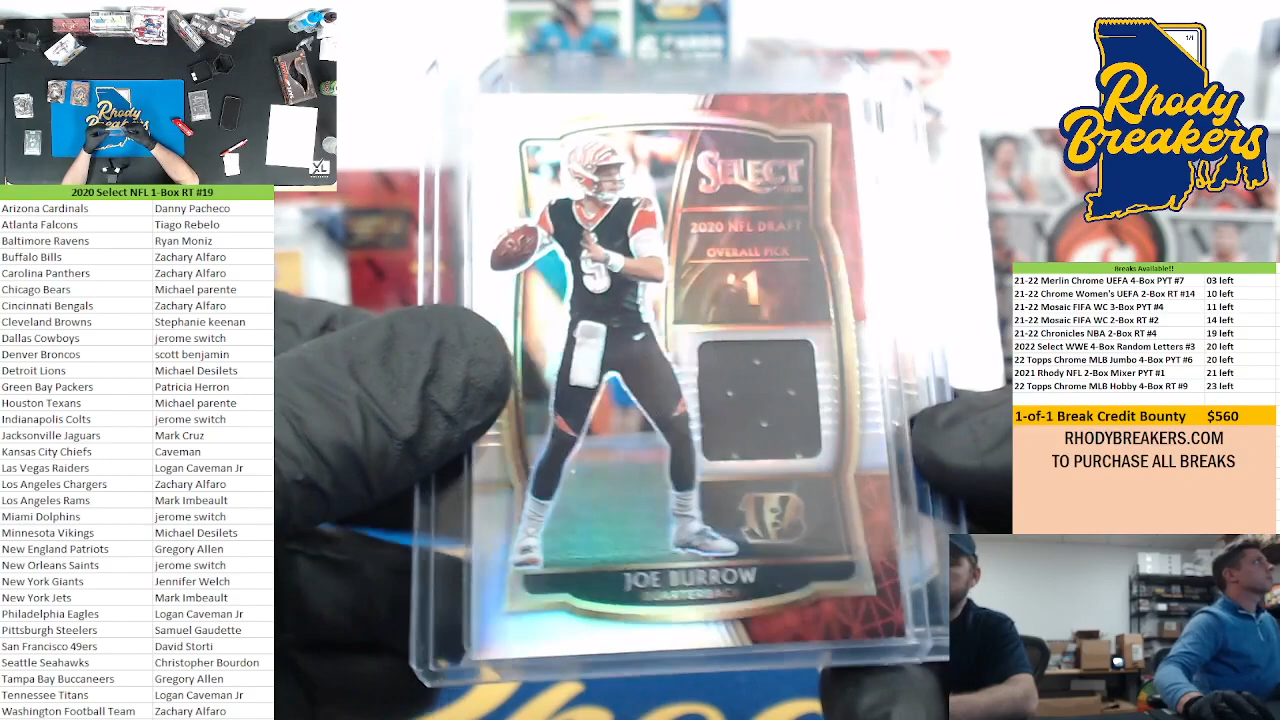 2020 Select NFL 1-Box RT #19
Arizona Cardinals Danny Pacheco
Atlanta Falcons Tiago Rebelo
Baltimore Ravens Ryan Moniz
Buffalo Bills Zachary Alfaro
Carolina Panthers Zachary Alfaro
Chicago Bears Michael parente
Cincinnati Bengals Zachary Alfaro
Cleveland Browns Stephanie keenan
Dallas Cowboys jerome switch
Denver Broncos scott benjamin
Detroit Lions Michael Desilets
Green Bay Packers Patricia Herron
Houston Texans Michael parente
Indianapolis Colts jerome switch
Jacksonville Jaguars Mark Cruz
Kansas City Chiefs Caveman
Las Vegas Raiders Logan Caveman Jr
Los Angeles Chargers Zachary Alfaro
Los Angeles Rams Mark Imbeault
Miami Dolphins jerome switch
Minnesota Vikings Michael Desilets
New England Patriots Gregory Allen
New Orleans Saints jerome switch
New York Giants Jennifer Welch
New York Jets Mark Imbeault
Philadelphia Eagles Logan Caveman Jr
Pittsburgh Steelers Samuel Gaudette
San Francisco 49ers David Storti
Seattle Seahawks Christopher Bourdon
Tampa Bay Buccaneers Gregory Allen
Tennessee Titans Logan Caveman Jr
Washington Football Team Zachary Alfaro
Rhody
Breakers
XL
SELECT
2020 NFL DRAFT
OVERALL PICK
#1
9
JOE BURROW
QUARTERBACK
1/1
Rhody
Breakers
Breaks Available!!
21-22 Merlin Chrome UEFA 4-Box PYT #7 03 left
21-22 Chrome Women's UEFA 2-Box RT #14 10 left
21-22 Mosaic FIFA WC 3-Box PYT #4 11 left
21-22 Mosaic FIFA WC 2-Box RT #2 14 left
21-22 Chronicles NBA 2-Box RT #4 19 left
2022 Select WWE 4-Box Random Letters #3 20 left
22 Topps Chrome MLB Jumbo 4-Box PYT #6 20 left
2021 Rhody NFL 2-Box Mixer PYT #1 21 left
22 Topps Chrome MLB Hobby 4-Box RT #9 23 left
1-of-1 Break Credit Bounty $560
RHODYBREAKERS.COM
TO PURCHASE ALL BREAKS